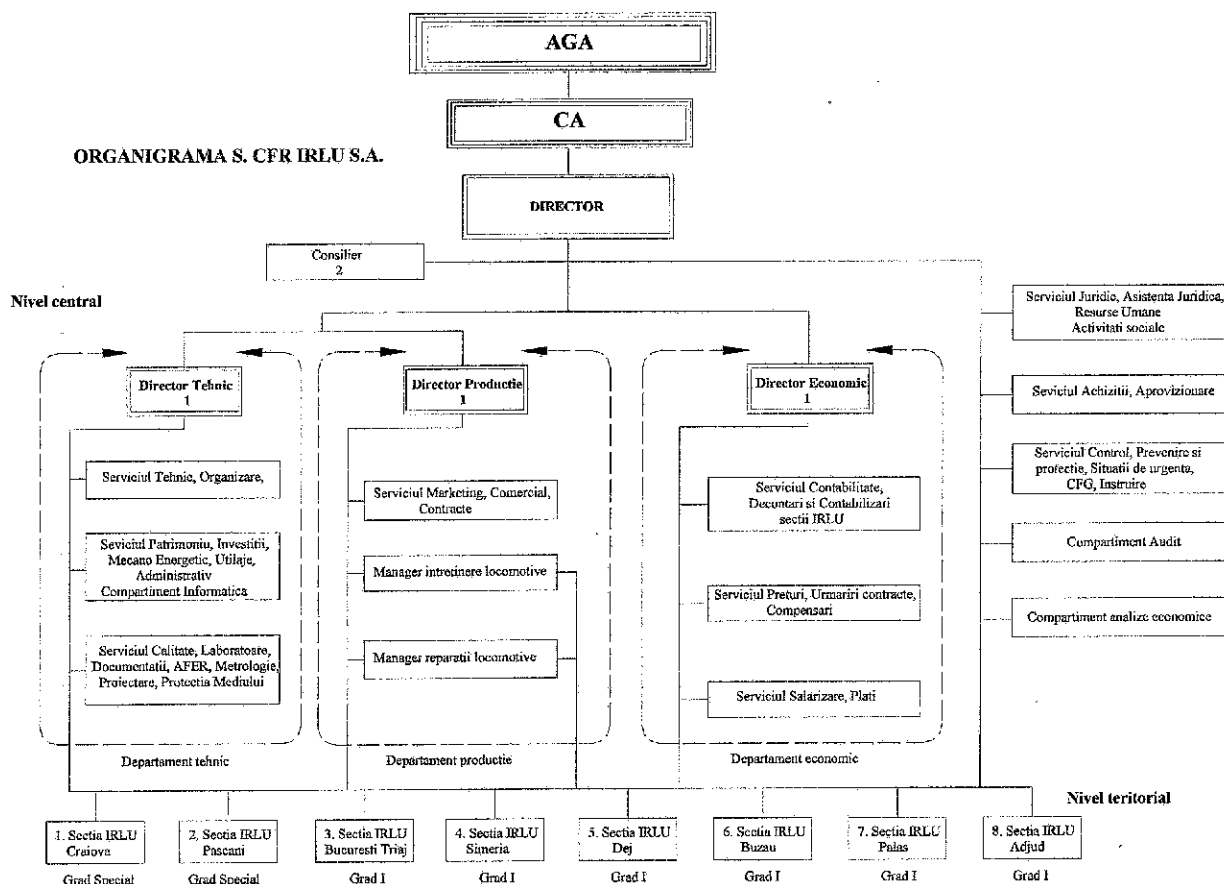 AGA
CA
ORGANIGRAMA S. CFR IRLU S.A.
DIRECTOR
Consilier
2
Nivel central
Serviciul Juridic, Asistenta Juridica,
Resurse Umane
Activitati sociale
Director Tehnic
1
Director Productie
1
Director Economic
1
Seviciul Achizitii, Aprovizionare
Serviciul Tehnic, Organizare,
Serviciul Marketing, Comercial,
Contracte
Serviciul Contabilitate,
Decontari si Contabilizari
sectii IRLU
Serviciul Control, Prevenire si
protectie, Situatii de urgenta,
CFG, Instruire
Seviciul Patrimoniu, Investitii,
Mecano Energetic, Utilaje,
Administrativ
Compartiment Informatica
Manager intretinere locomotive
Compartiment Audit
Serviciul Preturi, Urmariri contracte,
Compensari
Compartiment analize economice
Serviciul Calitate, Laboratoare,
Documentatii, AFER, Metrologie,
Proiectare, Protectia Mediului
Manager reparatii locomotive
Serviciul Salarizare, Plati
Departament tehnic
Departament productie
Departament economic
Nivel teritorial
1. Sectia IRLU
Craiova
Grad Special
2. Sectia IRLU
Pascani
Grad Special
3. Sectia IRLU
Bucuresti Triaj
Grad I
4. Sectia IRLU
Simeria
Grad I
5. Sectia IRLU
Dej
Grad I
6. Sectia IRLU
Buzau
Grad I
7. Sectia IRLU
Palas
Grad I
8. Sectia IRLU
Adjud
Grad I